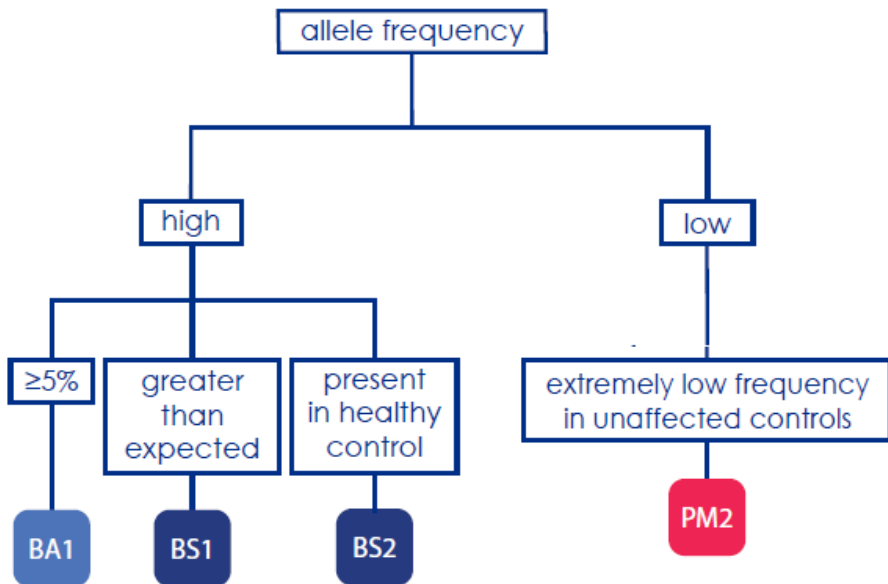 allele frequency
high
low
≥5%
greater
than
expected
present
in healthy
control
extremely low frequency
in unaffected controls
BA1
BS1
BS2
PM2